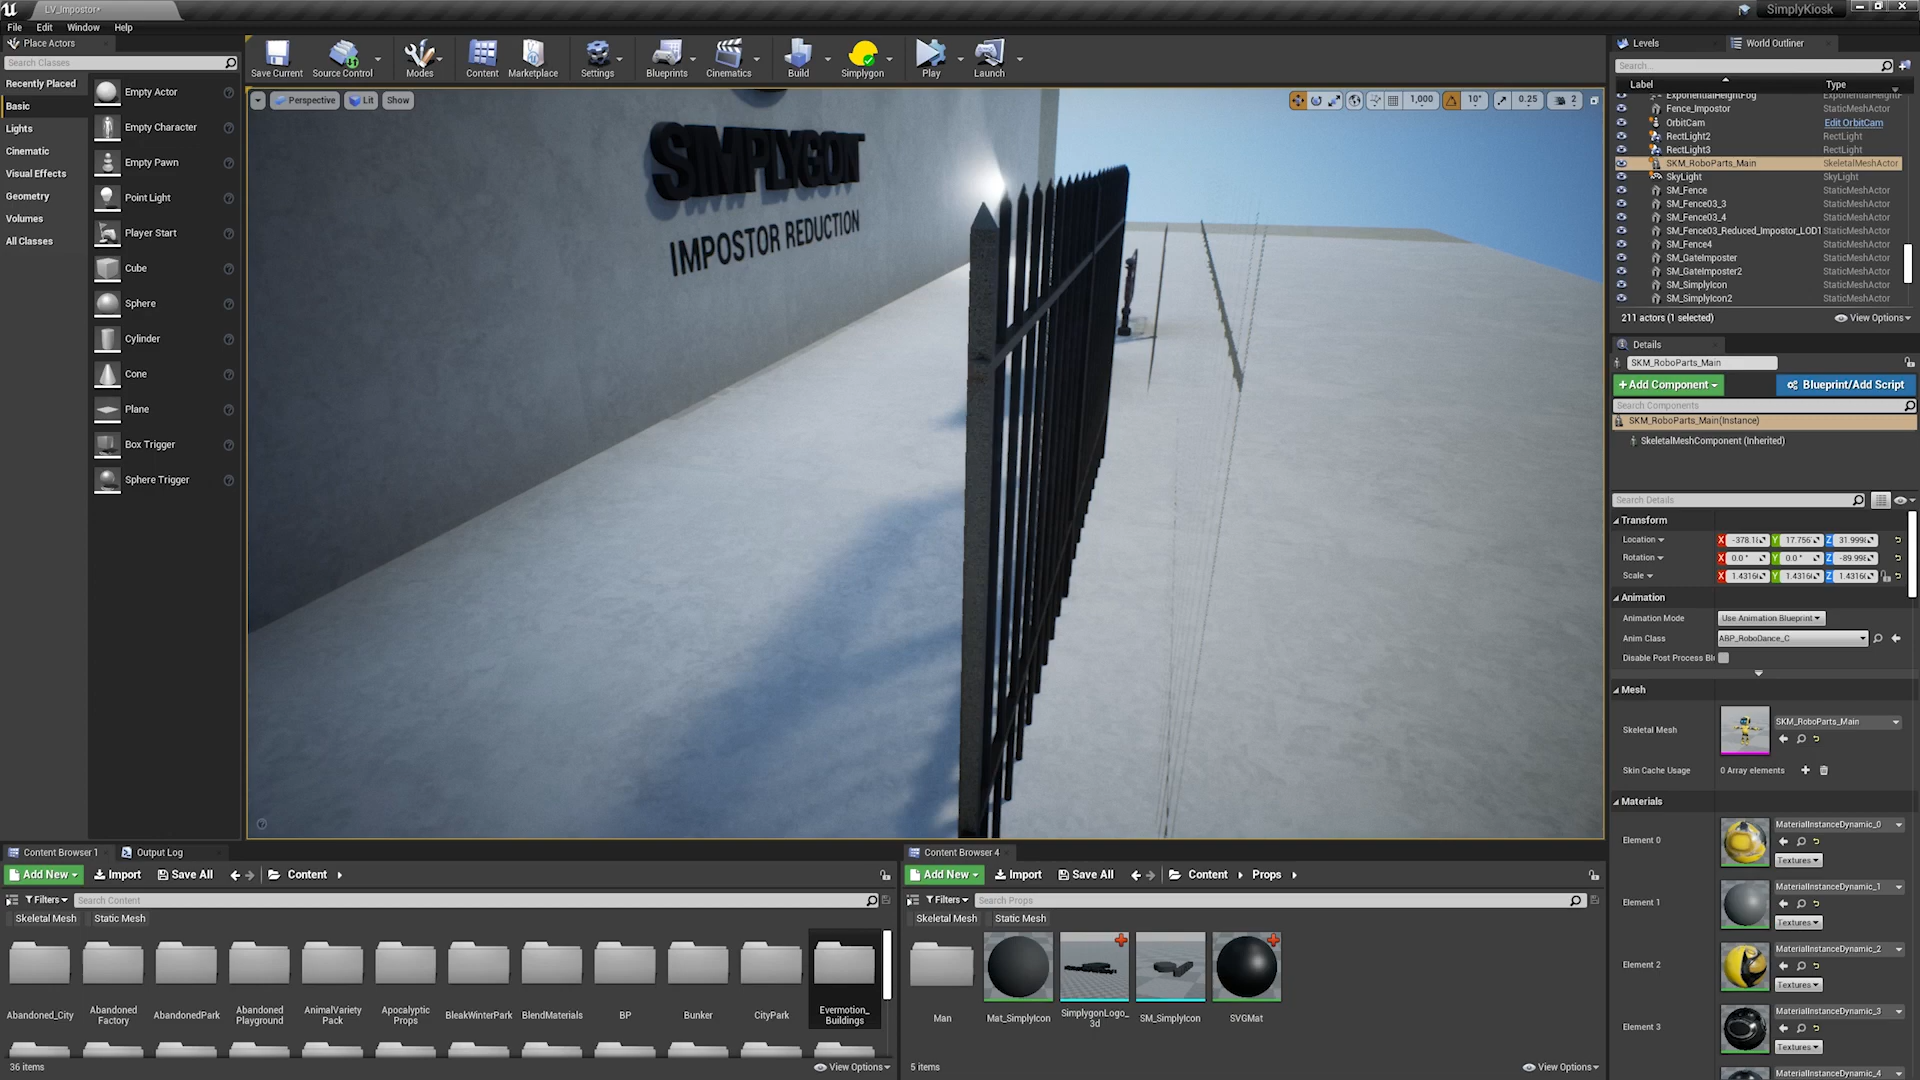 LV_Impostor•
SimplyKiosk
File Edit Window Help
Place Actors
Search Classes
Recently Placed
Basic
Lights
Cinematic
Visual Effects
Geometry
Volumes
All Classes
Empty Actor
Empty Character
Empty Pawn
Point Light
Player Start
Cube
Sphere
Cylinder
Cone
Plane
Box Trigger
Sphere Trigger
Save Current Source Control Modes Content Marketplace Settings Blueprints Cinematics Build Simplygon Play Launch
Perspective Lit Show
1,000 10° 0.25 2
SIMPLYGON
IMPOSTOR REDUCTION
Levels World Outliner
Search...
Label Type
ExponentialHeightFog ExponentialHeightF
Fence_Impostor StaticMeshActor
OrbitCam Edit OrbitCam
RectLight2 RectLight
RectLight3 RectLight
SKM_RoboParts_Main SkeletalMeshActor
SkyLight SkyLight
SM_Fence StaticMeshActor
SM_Fence03_3 StaticMeshActor
SM_Fence03_4 StaticMeshActor
SM_Fence03_Reduced_Impostor_LOD1 StaticMeshActor
SM_Fence4 StaticMeshActor
SM_GateImposter StaticMeshActor
SM_GateImposter2 StaticMeshActor
SM_SimplyIcon StaticMeshActor
SM_SimplyIcon2 StaticMeshActor
211 actors (1 selected) View Options
Details
SKM_RoboParts_Main
+Add Component Blueprint/Add Script
Search Components
SKM_RoboParts_Main(Instance)
SkeletalMeshComponent (Inherited)
Search Details
Transform
Location X -378.1 Y 17.756 Z 31.999
Rotation X 0.0 ° Y 0.0 ° Z -89.99
Scale X 1.4316 Y 1.4316 Z 1.4316
Animation
Animation Mode Use Animation Blueprint
Anim Class ABP_RoboDance_C
Disable Post Process Bl
Mesh
Skeletal Mesh SKM_RoboParts_Main
Skin Cache Usage 0 Array elements
Materials
Element 0 MaterialInstanceDynamic_0
Textures
Element 1 MaterialInstanceDynamic_1
Textures
Element 2 MaterialInstanceDynamic_2
Textures
Element 3 MaterialInstanceDynamic_3
Textures
MaterialInstanceDynamic_4
Content Browser 1 Output Log
Add New Import Save All Content
Filters Search Content
Skeletal Mesh Static Mesh
Abandoned_City
Abandoned Factory
AbandonedPark
Abandoned Playground
AnimalVariety Pack
Apocalyptic Props
BleakWinterPark
BlendMaterials
BP
Bunker
CityPark
Evermotion_ Buildings
36 items View Options
Content Browser 4
Add New Import Save All Content Props
Filters Search Props
Skeletal Mesh Static Mesh
Man
Mat_SimplyIcon
SimplygonLogo_ 3d
SM_SimplyIcon
SVGMat
5 items View Options